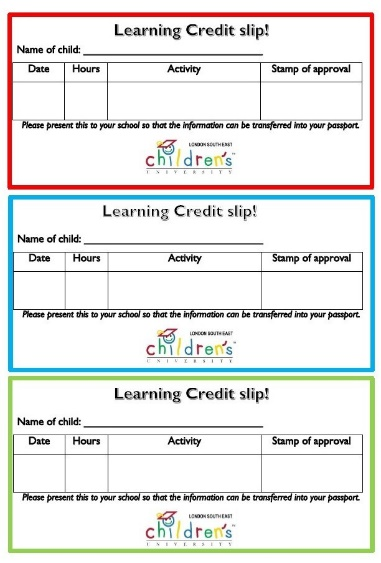 Learning Credit slip!
Name of child: ____________________
Date Hours Activity Stamp of approval
Please present this to your school so that the information can be transferred into your passport.
LONDON SOUTH EAST
children's
UNIVERSITY
Learning Credit slip!
Name of child: ____________________
Date Hours Activity Stamp of approval
Please present this to your school so that the information can be transferred into your passport.
LONDON SOUTH EAST
children's
UNIVERSITY
Learning Credit slip!
Name of child: ____________________
Date Hours Activity Stamp of approval
Please present this to your school so that the information can be transferred into your passport.
LONDON SOUTH EAST
children's
UNIVERSITY